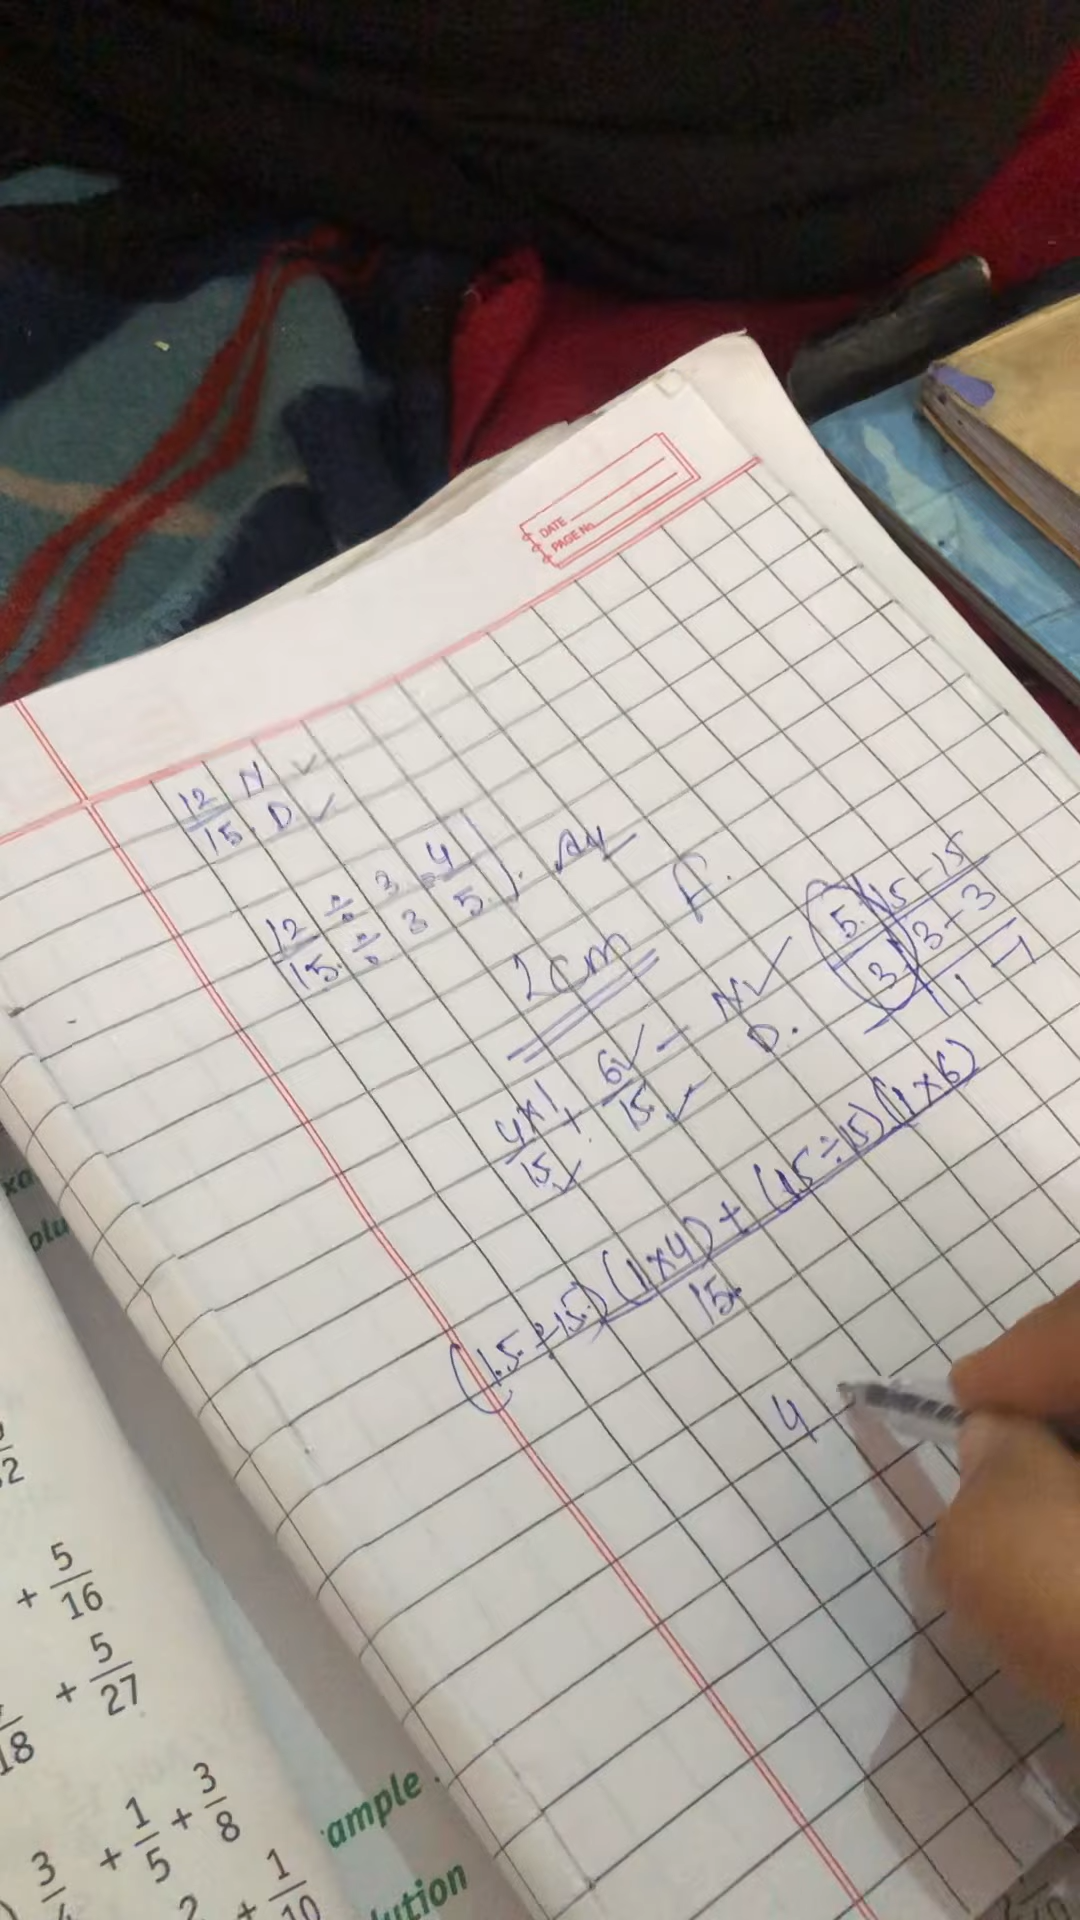 DATE
PAGE No.
12 N ✓
15 D. ✓
12 ÷ 3 = 4
15 ÷ 3 5
2cm
4×1 + 6 N ✓
15 15 D.
5 15 - 15
3 3 - 3
1
(15 ÷ 15) (1×4) + (15 ÷ 15) (1×6)
15
4
+ 5/16
18 + 5/27
+ 1/5 + 3/8
+ 1/10
ample
lution